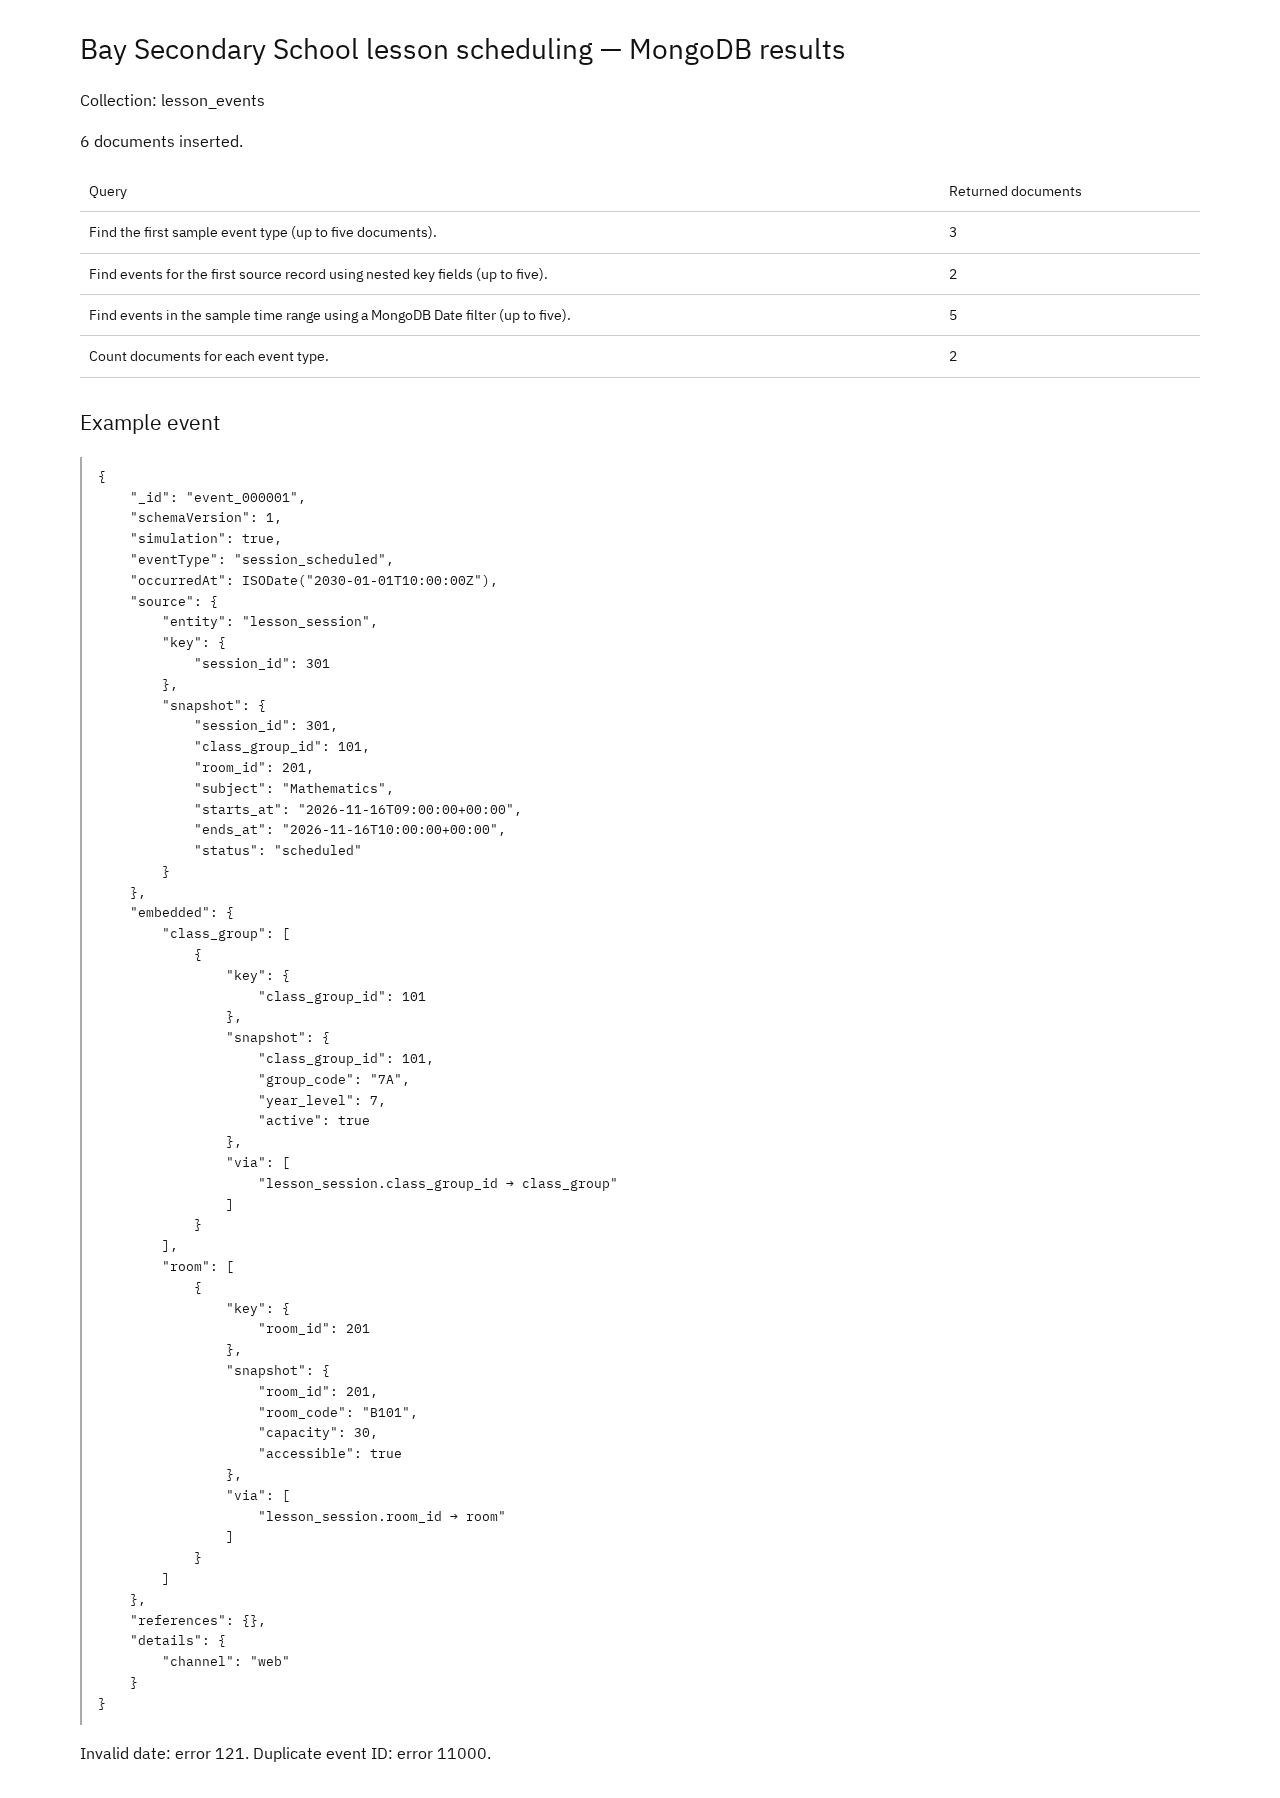 Bay Secondary School lesson scheduling — MongoDB results
Collection: lesson_events
6 documents inserted.
Query Returned documents
Find the first sample event type (up to five documents). 3
Find events for the first source record using nested key fields (up to five). 2
Find events in the sample time range using a MongoDB Date filter (up to five). 5
Count documents for each event type. 2
Example event
{
    "_id": "event_000001",
    "schemaVersion": 1,
    "simulation": true,
    "eventType": "session_scheduled",
    "occurredAt": ISODate("2030-01-01T10:00:00Z"),
    "source": {
        "entity": "lesson_session",
        "key": {
            "session_id": 301
        },
        "snapshot": {
            "session_id": 301,
            "class_group_id": 101,
            "room_id": 201,
            "subject": "Mathematics",
            "starts_at": "2026-11-16T09:00:00+00:00",
            "ends_at": "2026-11-16T10:00:00+00:00",
            "status": "scheduled"
        }
    },
    "embedded": {
        "class_group": [
            {
                "key": {
                    "class_group_id": 101
                },
                "snapshot": {
                    "class_group_id": 101,
                    "group_code": "7A",
                    "year_level": 7,
                    "active": true
                },
                "via": [
                    "lesson_session.class_group_id → class_group"
                ]
            }
        ],
        "room": [
            {
                "key": {
                    "room_id": 201
                },
                "snapshot": {
                    "room_id": 201,
                    "room_code": "B101",
                    "capacity": 30,
                    "accessible": true
                },
                "via": [
                    "lesson_session.room_id → room"
                ]
            }
        ]
    },
    "references": {},
    "details": {
        "channel": "web"
    }
}
Invalid date: error 121. Duplicate event ID: error 11000.